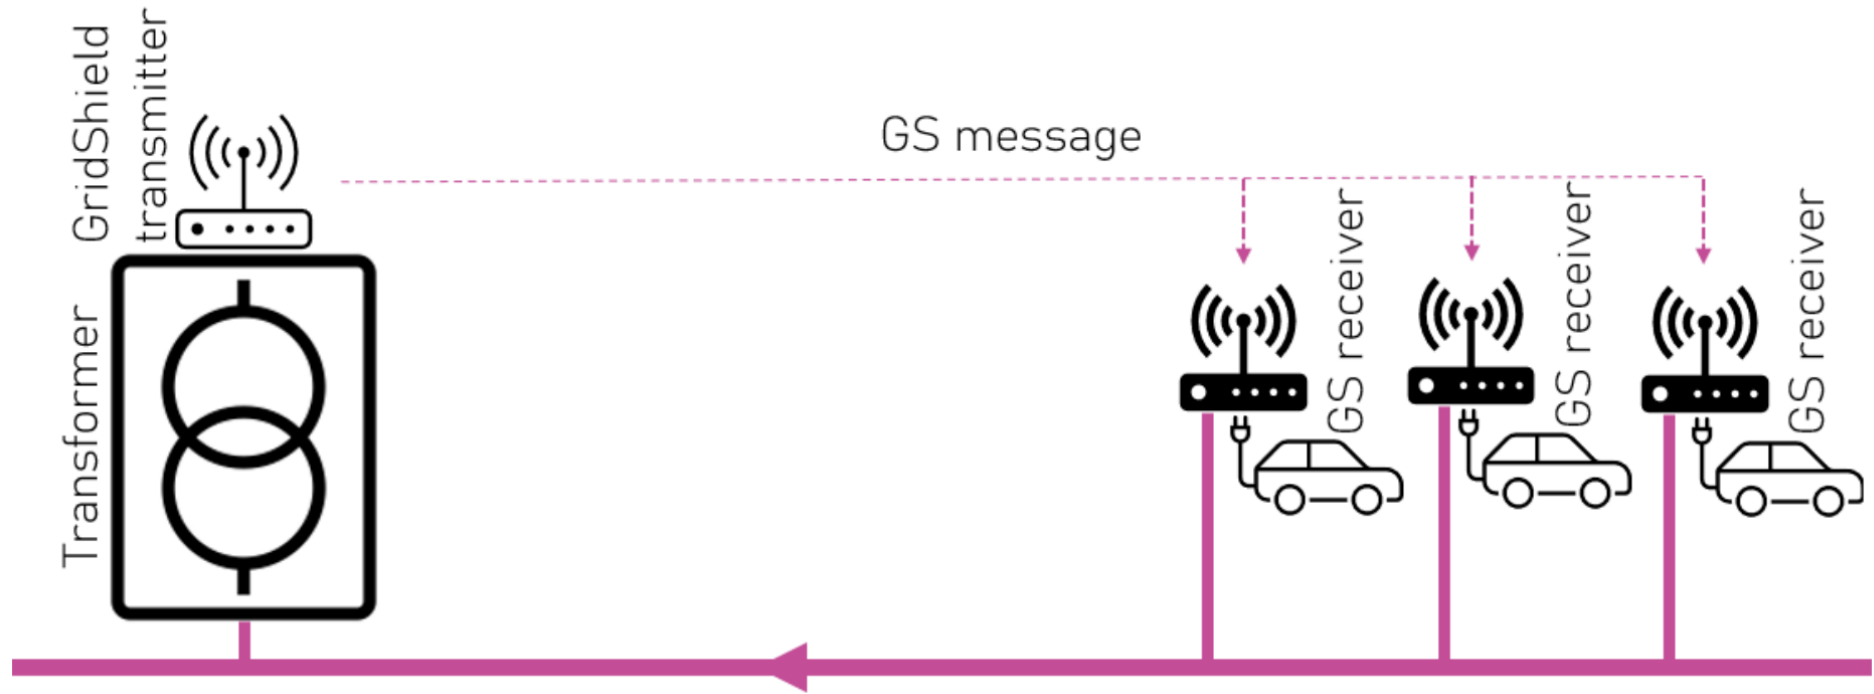 GridShield
transmitter
Transformer
GS message
GS receiver
GS receiver
GS receiver